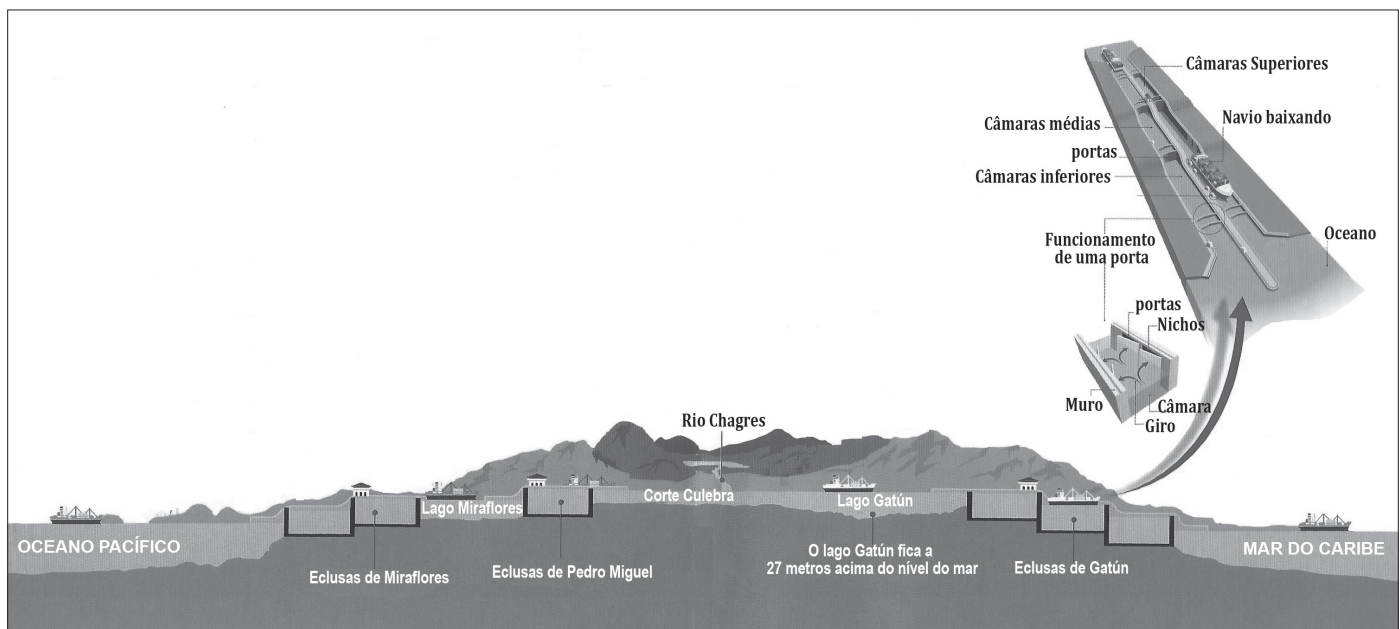 Câmaras Superiores
Câmaras médias
Navio baixando
portas
Câmaras inferiores
Funcionamento
de uma porta
Oceano
portas
Nichos
Muro
Câmara
Giro
Rio Chagres
Corte Culebra
Lago Gatún
Lago Miraflores
OCEANO PACÍFICO
MAR DO CARIBE
Eclusas de Miraflores
Eclusas de Pedro Miguel
O lago Gatún fica a
27 metros acima do nível do mar
Eclusas de Gatún